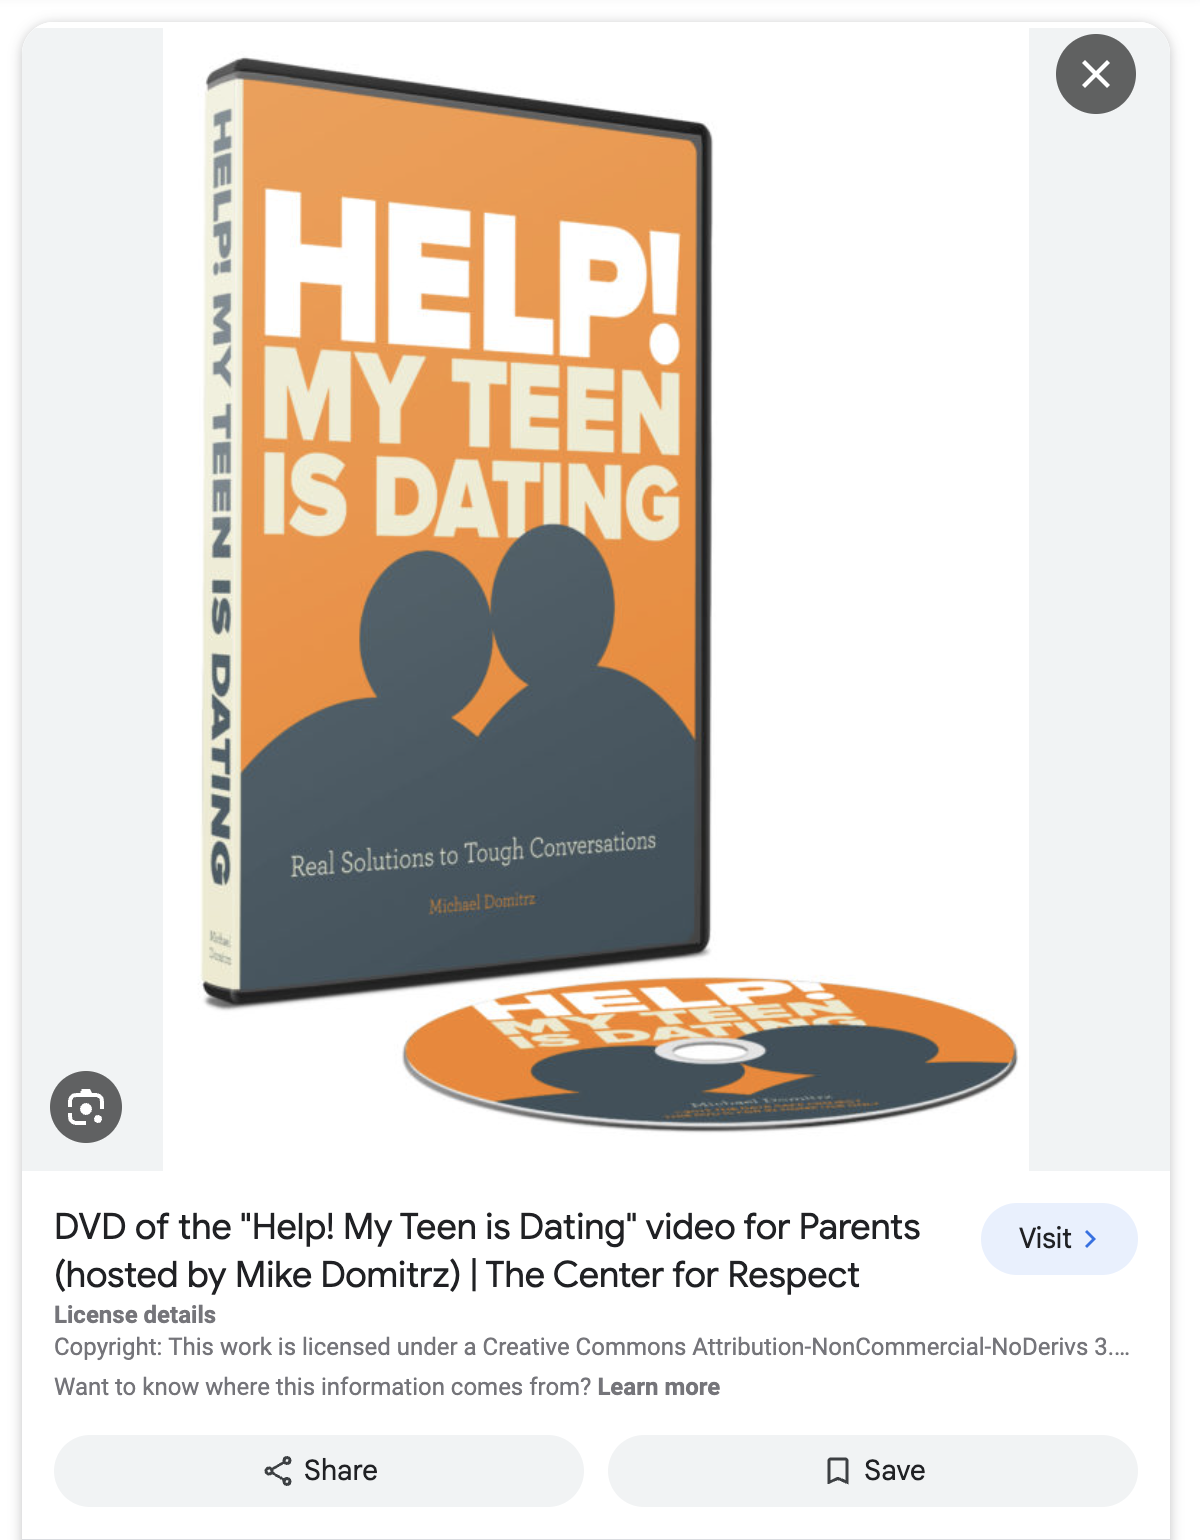 HELP! MY TEEN IS DATING
HELP!
MY TEEN
IS DATING
Real Solutions to Tough Conversations
Michael Domitrz
Michael
Domitrz
HELP!
MY TEEN
IS DATING
Michael Domitrz
DVD of the "Help! My Teen is Dating" video for Parents
(hosted by Mike Domitrz) | The Center for Respect
Visit
License details
Copyright: This work is licensed under a Creative Commons Attribution-NonCommercial-NoDerivs 3....
Want to know where this information comes from? Learn more
Share
Save